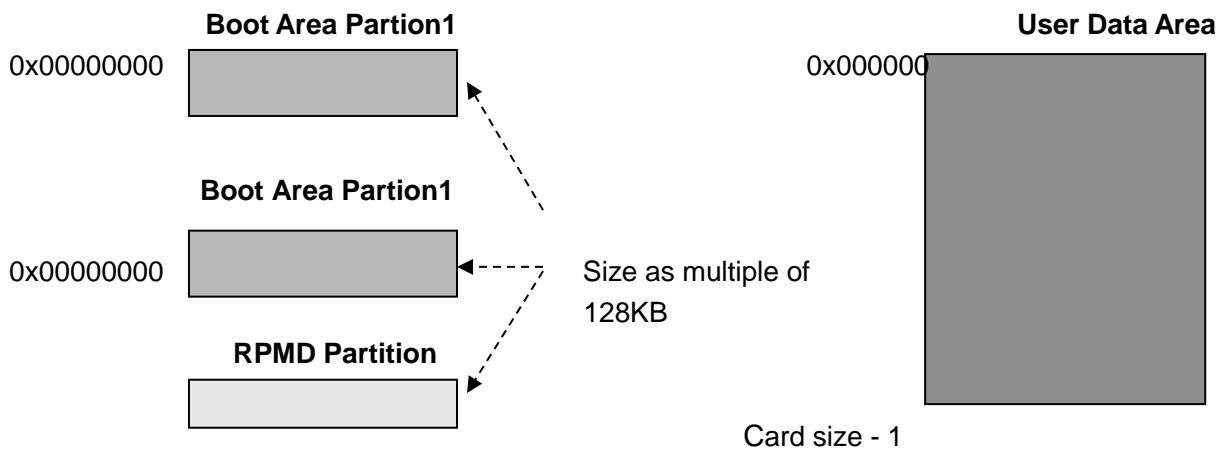 Boot Area Partion1
User Data Area
0x00000000
0x000000
Boot Area Partion1
0x00000000
Size as multiple of
128KB
RPMD Partition
Card size - 1